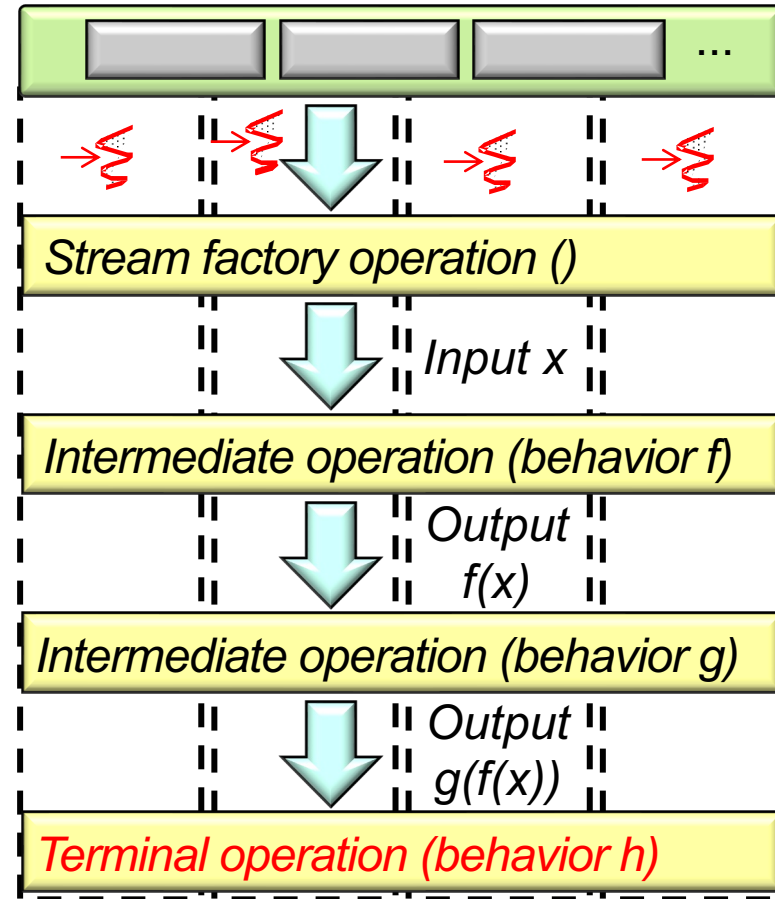 ...
Stream factory operation ()
Input x
Intermediate operation (behavior f)
Output
f(x)
Intermediate operation (behavior g)
Output
g(f(x))
Terminal operation (behavior h)